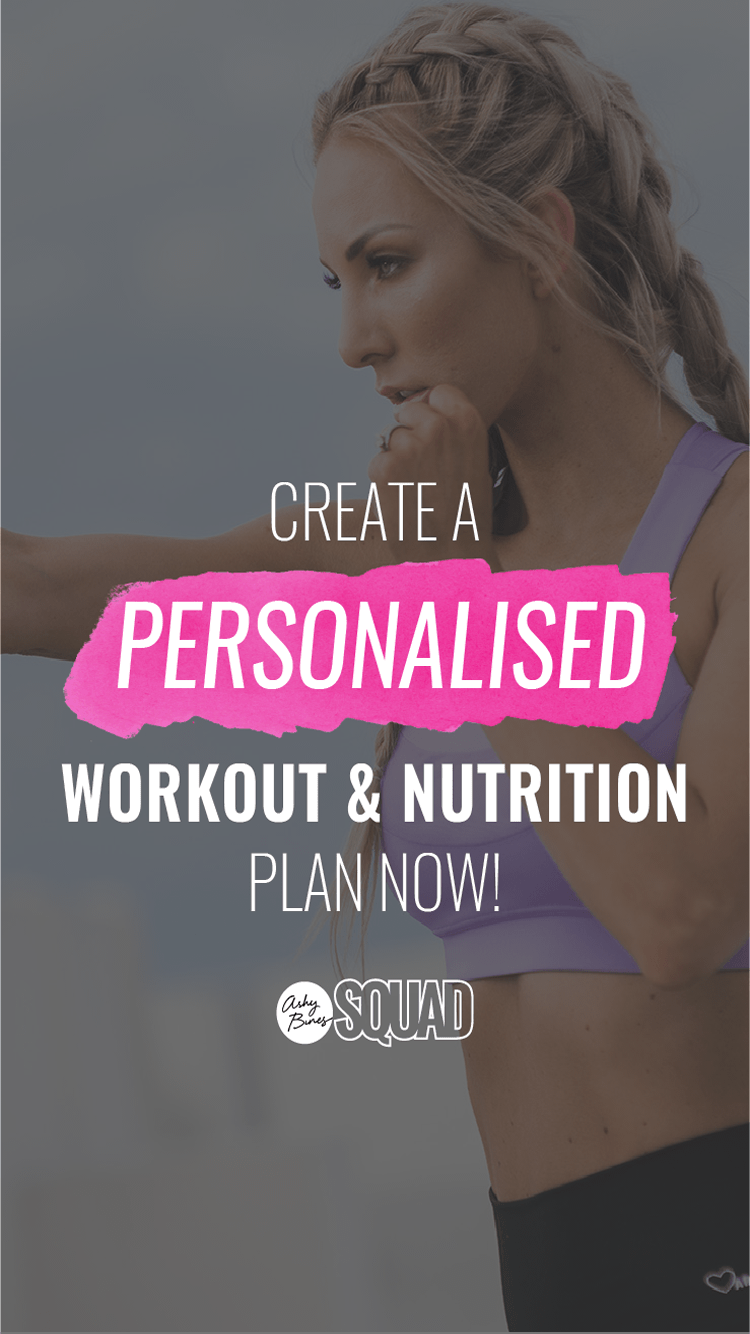 CREATE A
PERSONALISED
WORKOUT & NUTRITION
PLAN NOW!
Ashy
Bines
SQUAD